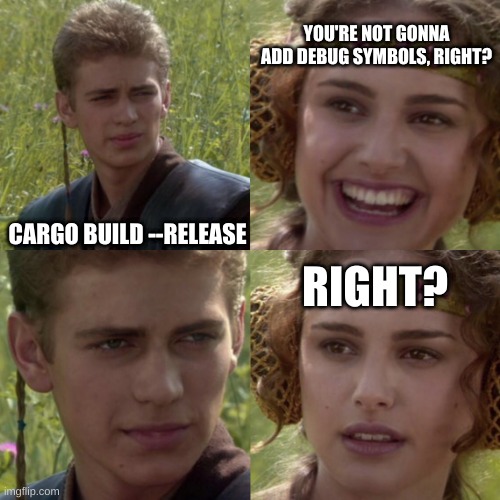 YOU'RE NOT GONNA
ADD DEBUG SYMBOLS, RIGHT?
CARGO BUILD --RELEASE
RIGHT?
imgflip.com